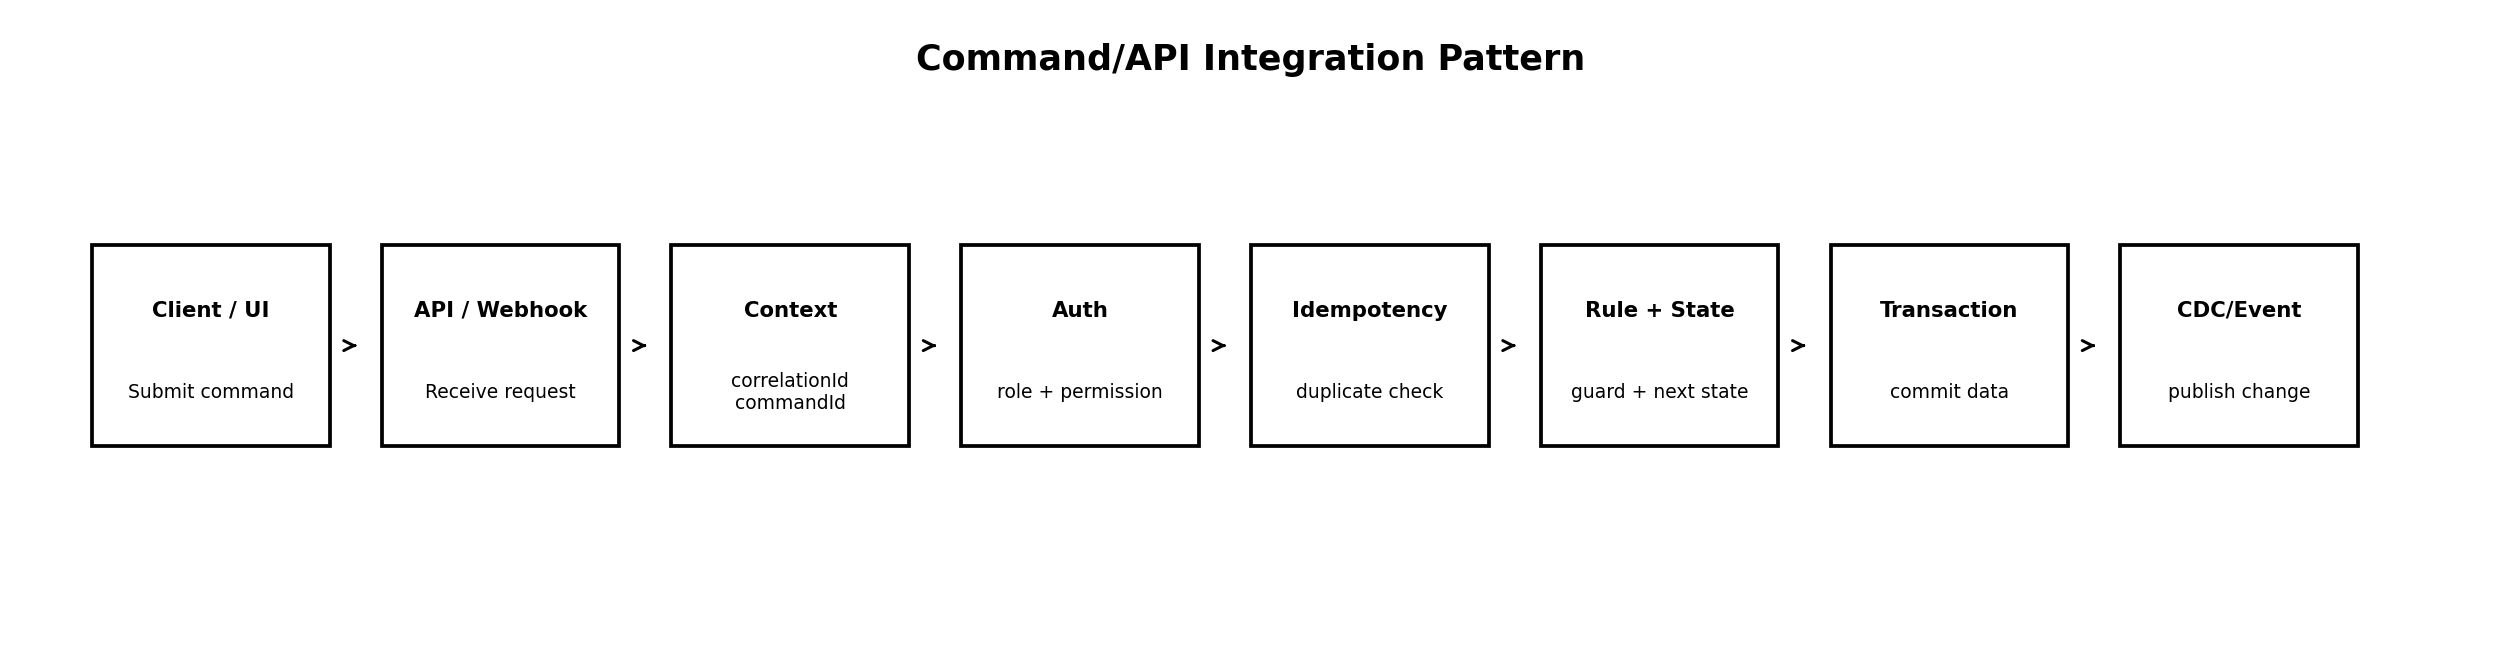 Command/API Integration Pattern
Client / UI
Submit command
API / Webhook
Receive request
Context
correlationId
commandId
Auth
role + permission
Idempotency
duplicate check
Rule + State
guard + next state
Transaction
commit data
CDC/Event
publish change